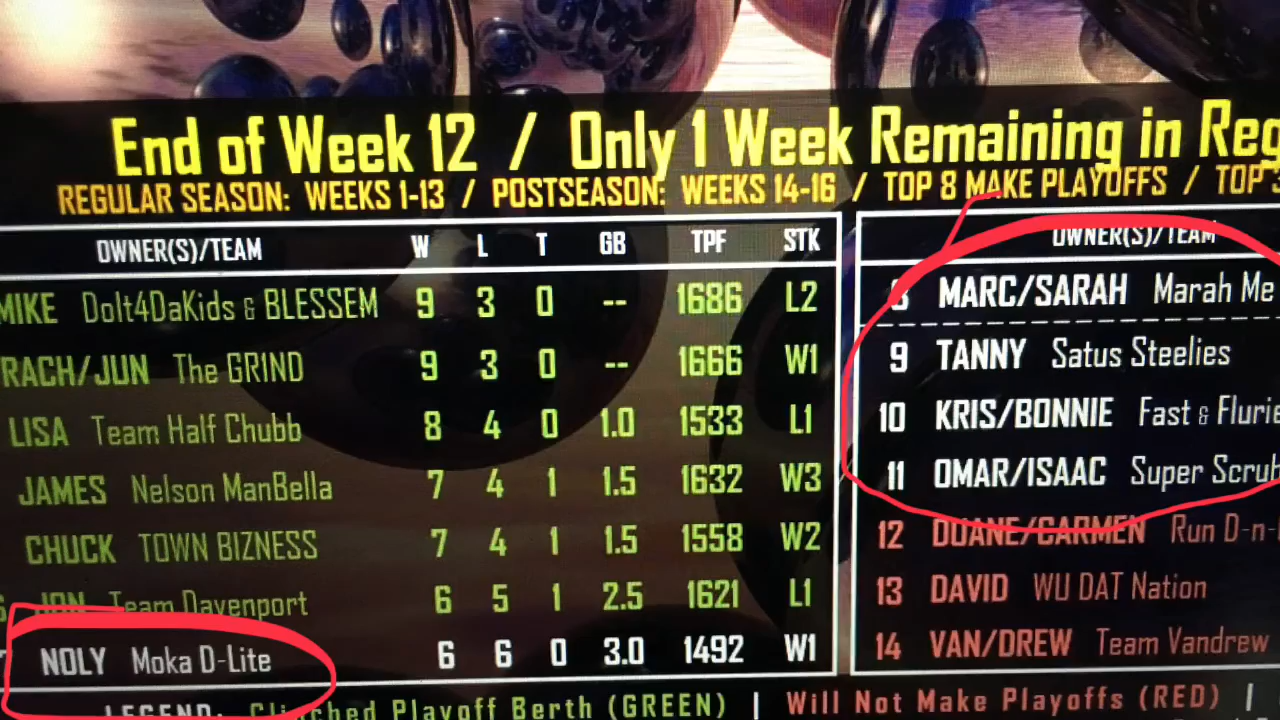 End of Week 12 / Only 1 Week Remaining in Reg
REGULAR SEASON: WEEKS 1-13 / POSTSEASON: WEEKS 14-16 / TOP 8 MAKE PLAYOFFS / TOP
OWNER(S)/TEAM W L T GB TPF STK
MIKE DoIt4DaKids & BLESSEM 9 3 0 -- 1686 L2
RACH/JUN The GRIND 9 3 0 -- 1666 W1
LISA Team Half Chubb 8 4 0 1.0 1533 L1
JAMES Nelson ManBella 7 4 1 1.5 1632 W3
CHUCK TOWN BIZNESS 7 4 1 1.5 1558 W2
JON Team Davenport 6 5 1 2.5 1621 L1
NOLY Moka D-Lite 6 6 0 3.0 1492 W1
OWNER(S)/TEAM
8 MARC/SARAH Marah Me
9 TANNY Satus Steelies
10 KRIS/BONNIE Fast & Flurie
11 OMAR/ISAAC Super Scrub
12 DUANE/CARMEN Run D-n-
13 DAVID WU DAT Nation
14 VAN/DREW Team Vandrew
LEGEND: Clinched Playoff Berth (GREEN) | Will Not Make Playoffs (RED) |